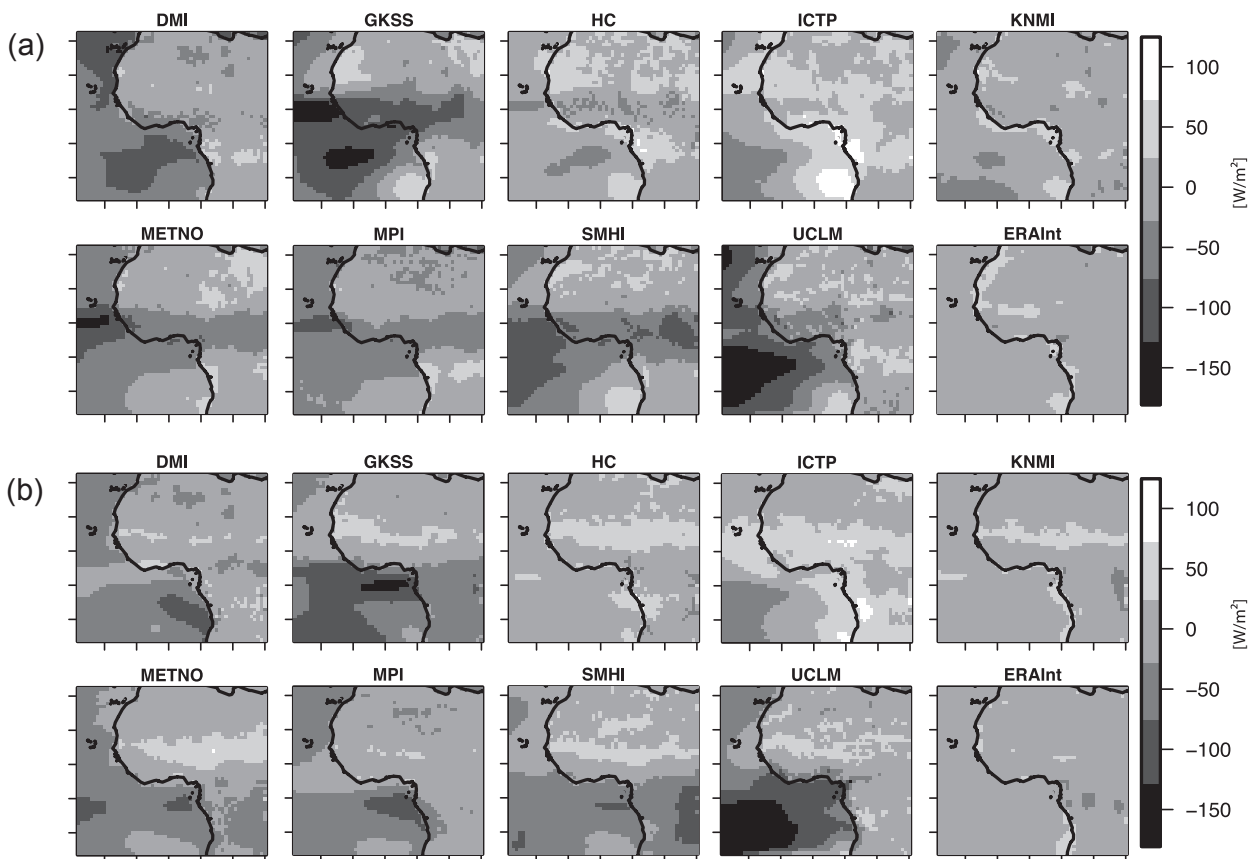 (a)
DMI GKSS HC ICTP KNMI
METNO MPI SMHI UCLM ERAInt
100
50
0
−50
−100
−150
[W/m²]
(b)
DMI GKSS HC ICTP KNMI
METNO MPI SMHI UCLM ERAInt
100
50
0
−50
−100
−150
[W/m²]